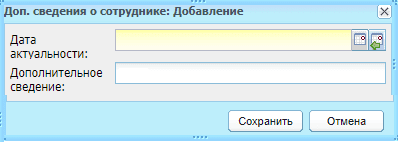 Доп. сведения о сотруднике: Добавление
Дата
актуальности:
Дополнительное
сведение:
Сохранить Отмена